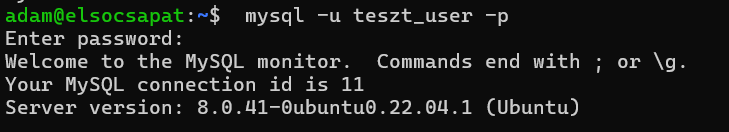 adam@elsocsapat:~$  mysql -u teszt_user -p
Enter password:
Welcome to the MySQL monitor.  Commands end with ; or \g.
Your MySQL connection id is 11
Server version: 8.0.41-0ubuntu0.22.04.1 (Ubuntu)